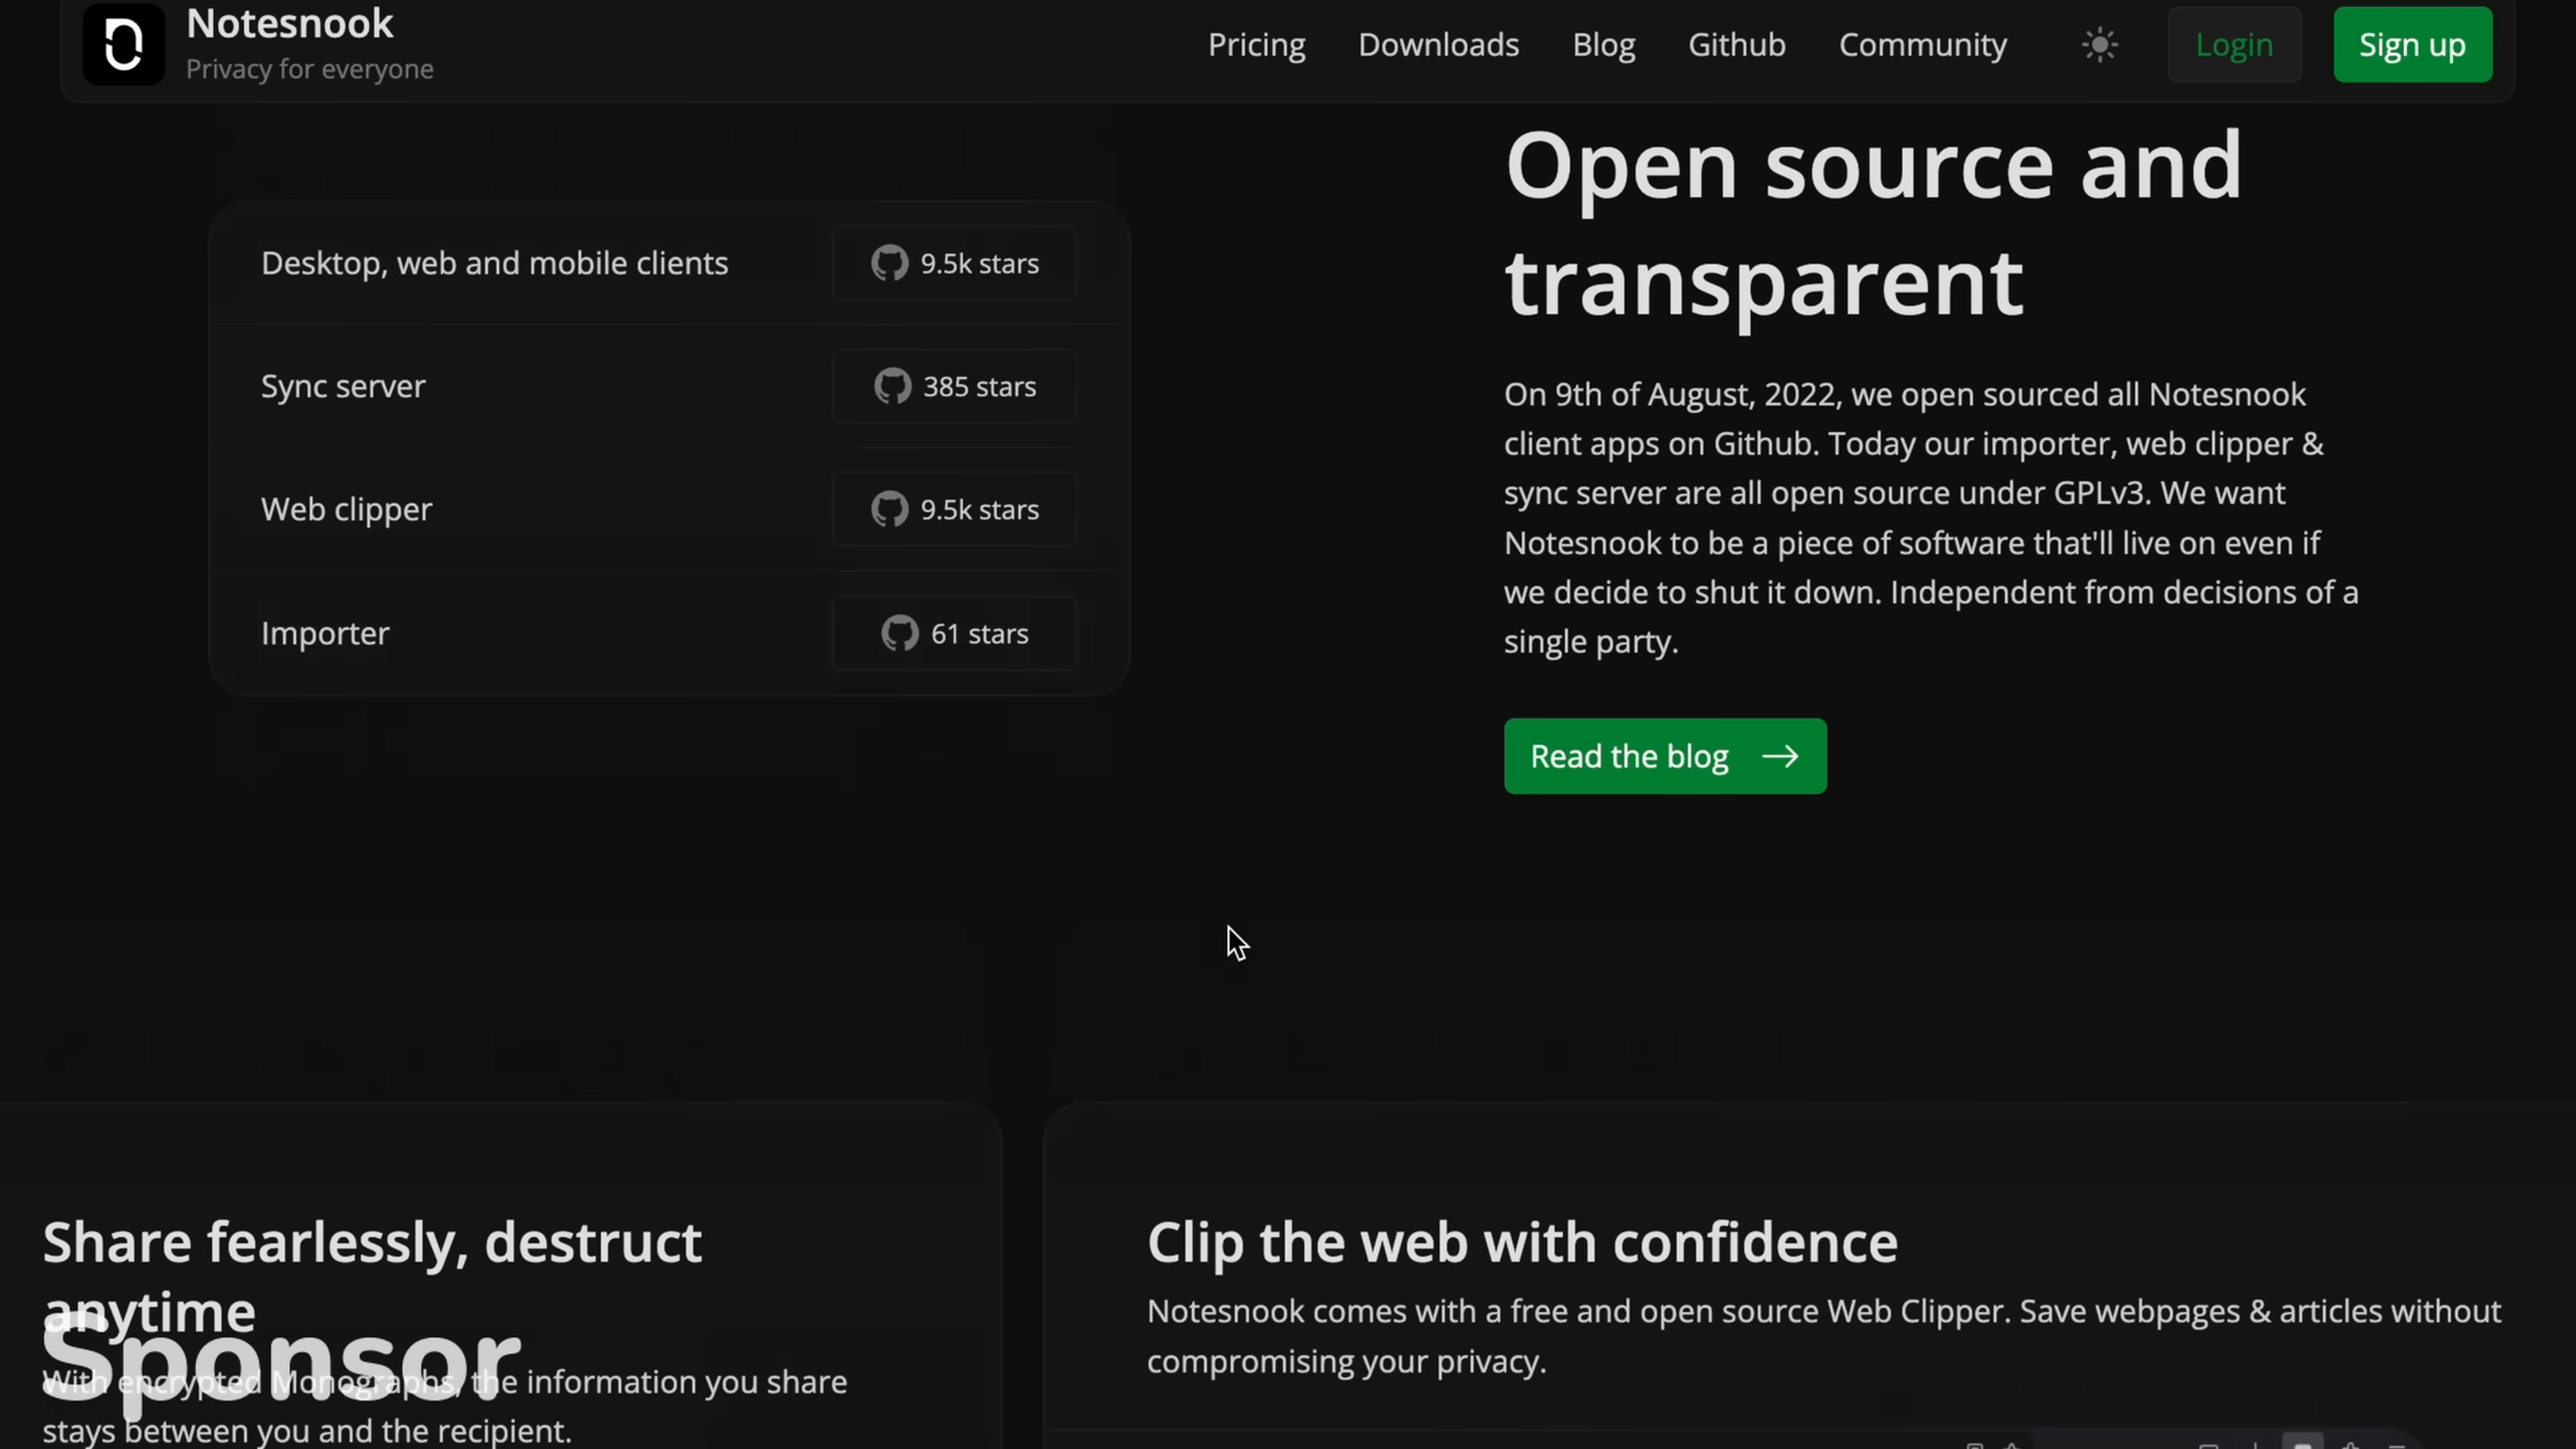 Notesnook
Privacy for everyone
Pricing
Downloads
Blog
Github
Community
Login
Sign up
Desktop, web and mobile clients
9.5k stars
Sync server
385 stars
Web clipper
9.5k stars
Importer
61 stars
Open source and
transparent
On 9th of August, 2022, we open sourced all Notesnook
client apps on Github. Today our importer, web clipper &
sync server are all open source under GPLv3. We want
Notesnook to be a piece of software that'll live on even if
we decide to shut it down. Independent from decisions of a
single party.
Read the blog
Share fearlessly, destruct
anytime
With encrypted Monographs, the information you share
stays between you and the recipient.
Sponsor
Clip the web with confidence
Notesnook comes with a free and open source Web Clipper. Save webpages & articles without
compromising your privacy.